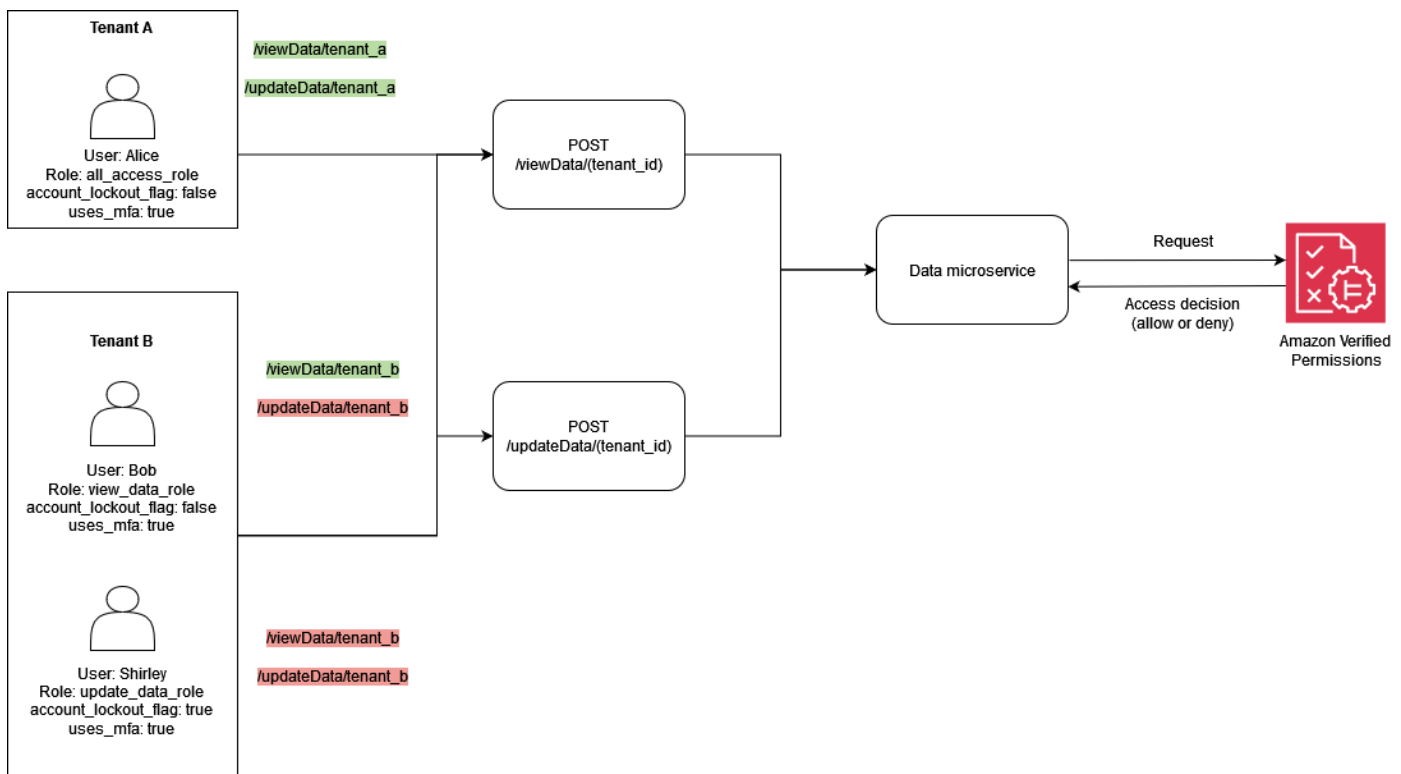 Tenant A
User: Alice
Role: all_access_role
account_lockout_flag: false
uses_mfa: true
/viewData/tenant_a
/updateData/tenant_a
Tenant B
User: Bob
Role: view_data_role
account_lockout_flag: false
uses_mfa: true
/viewData/tenant_b
/updateData/tenant_b
User: Shirley
Role: update_data_role
account_lockout_flag: true
uses_mfa: true
/viewData/tenant_b
/updateData/tenant_b
POST
/viewData/(tenant_id)
POST
/updateData/(tenant_id)
Data microservice
Request
Access decision
(allow or deny)
Amazon Verified
Permissions